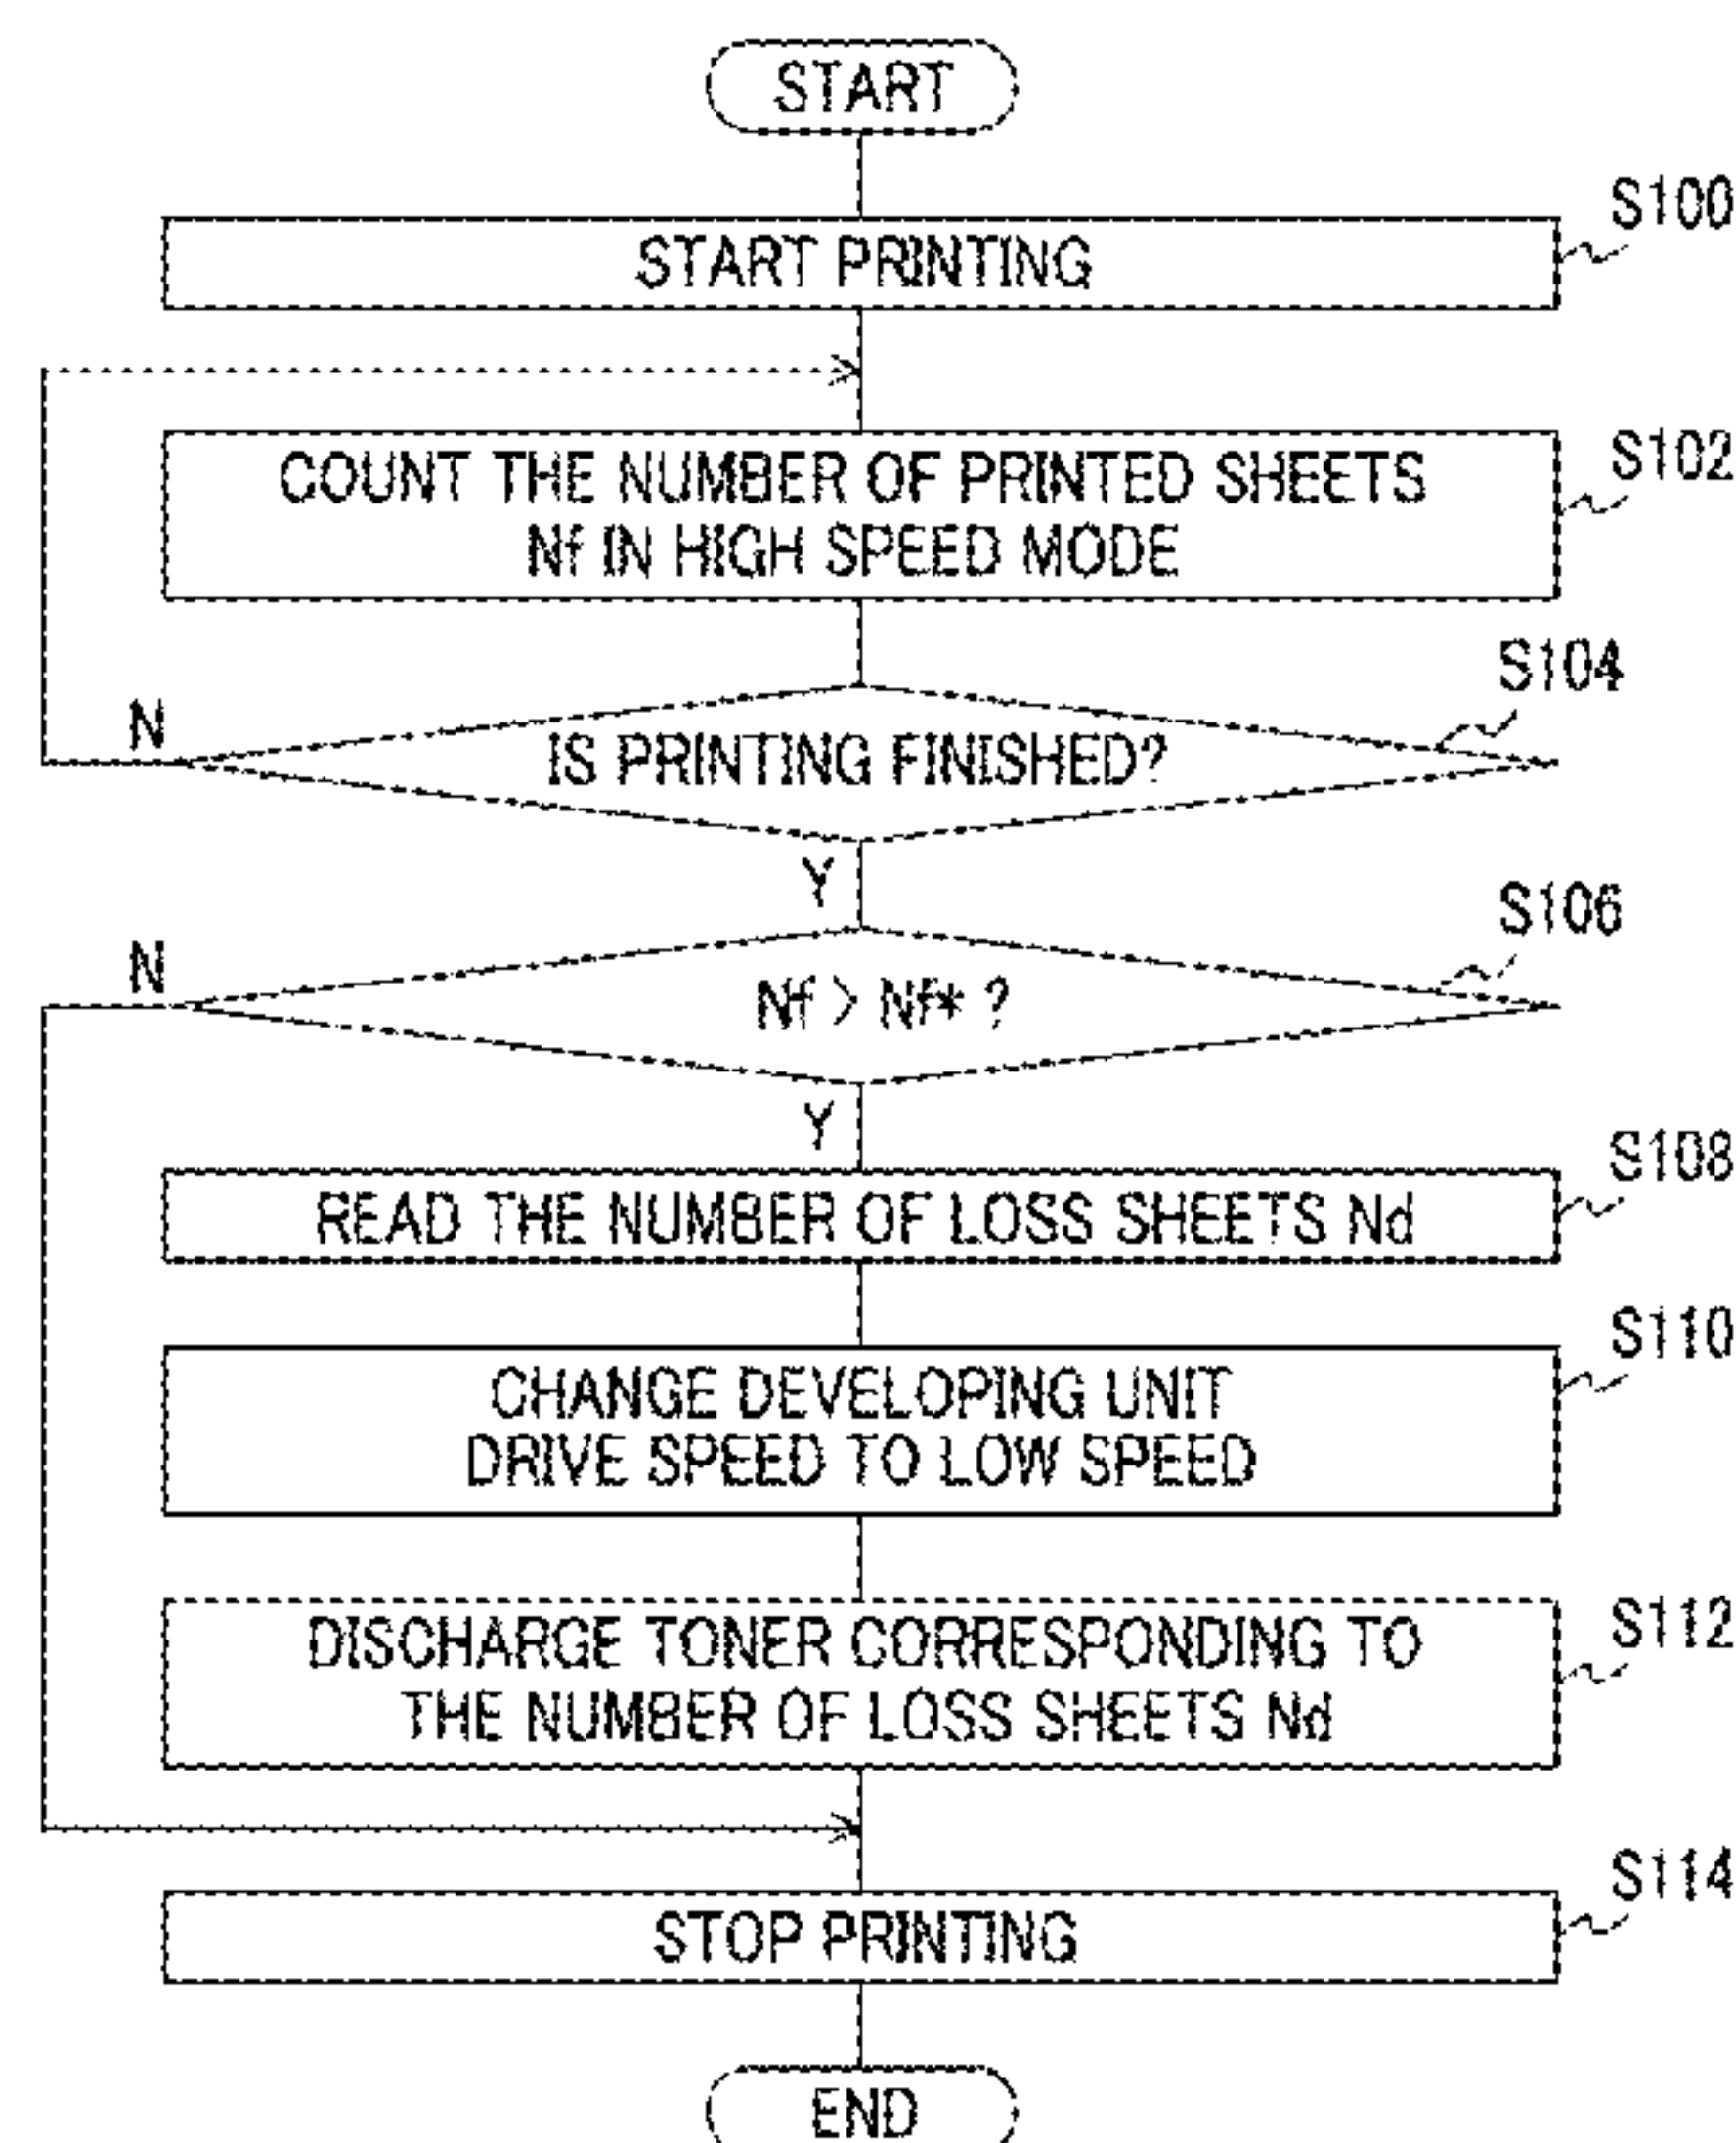 START
S100
START PRINTING
S102
COUNT THE NUMBER OF PRINTED SHEETS
Nf IN HIGH SPEED MODE
S104
N
IS PRINTING FINISHED?
Y
S106
N
Nf > Nf* ?
Y
S108
READ THE NUMBER OF LOSS SHEETS Nd
S110
CHANGE DEVELOPING UNIT
DRIVE SPEED TO LOW SPEED
S112
DISCHARGE TONER CORRESPONDING TO
THE NUMBER OF LOSS SHEETS Nd
S114
STOP PRINTING
END